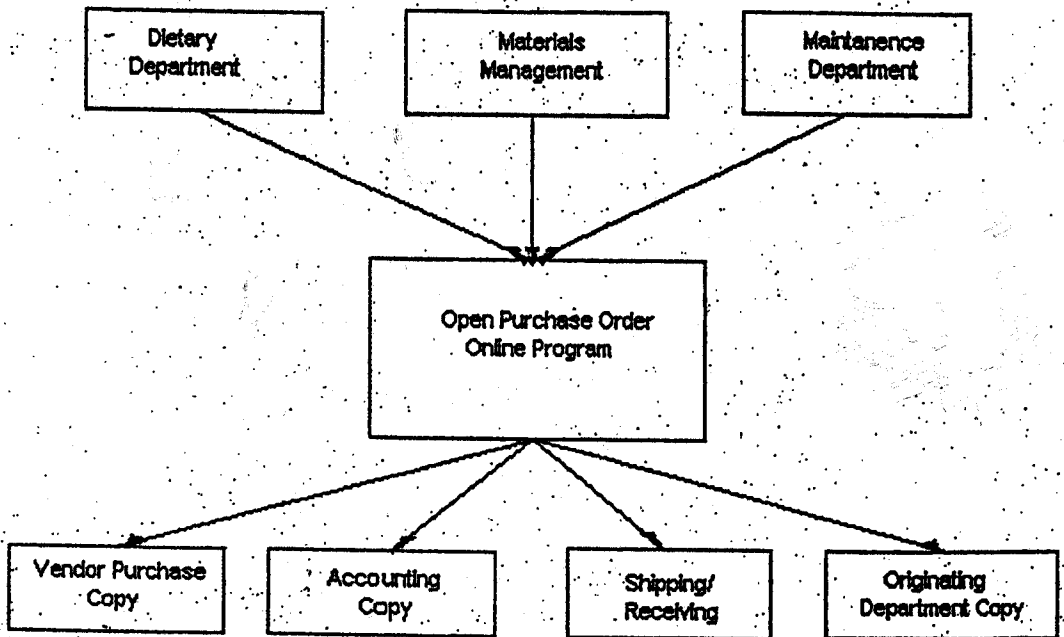 Dietary
Department
Materials
Management
Maintanence
Department
Open Purchase Order
Online Program
Vendor Purchase
Copy
Accounting
Copy
Shipping/
Receiving
Originating
Department Copy